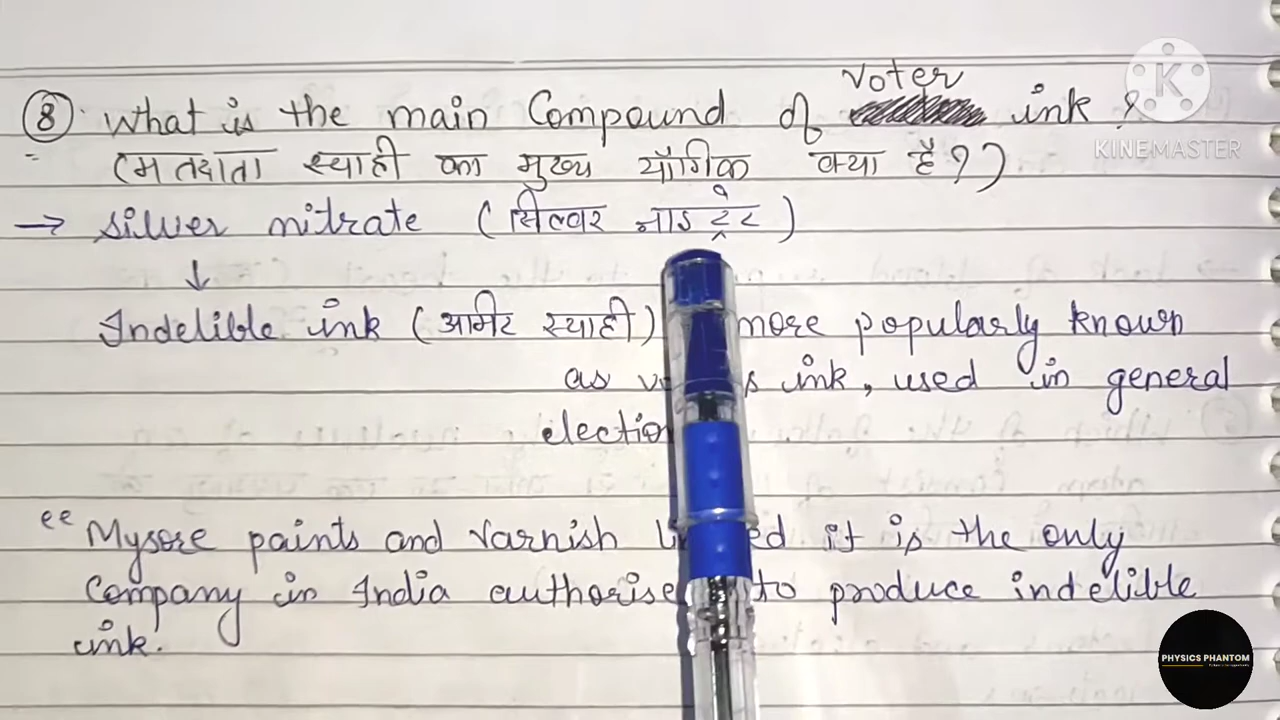 voter
⑧. What is the main Compound of ink ?
(मतदाता स्याही का मुख्य यौगिक क्या है?)
→ silver nitrate (सिल्वर नाइट्रेट)
↓
Indelible ink (अमिट स्याही) more popularly known
as ink, used in general
Mysore paints and varnish it is the only
Company in India to produce indelible
ink.
K
KINEMASTER
PHYSICS PHANTOM